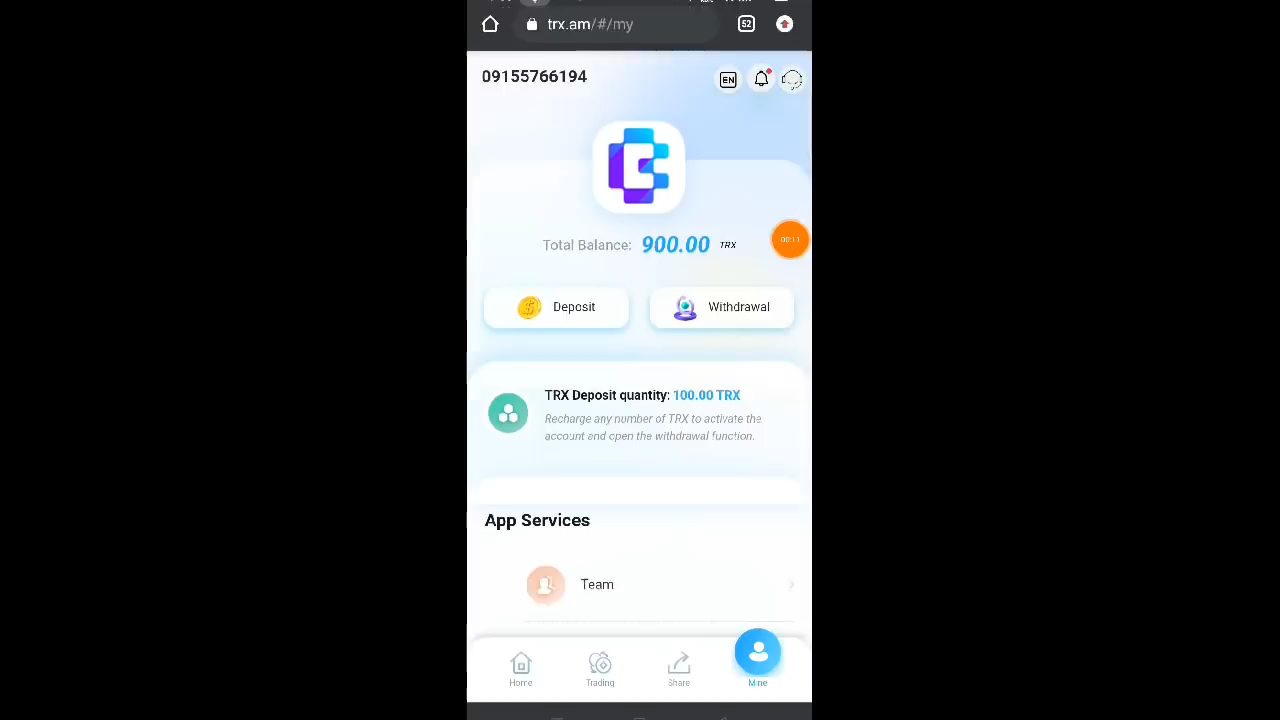 trx.am/#/my
52
09155766194
EN
Total Balance: 900.00 TRX
00:11
Deposit
Withdrawal
TRX Deposit quantity: 100.00 TRX
Recharge any number of TRX to activate the
account and open the withdrawal function.
App Services
Team
Home
Trading
Share
Mine